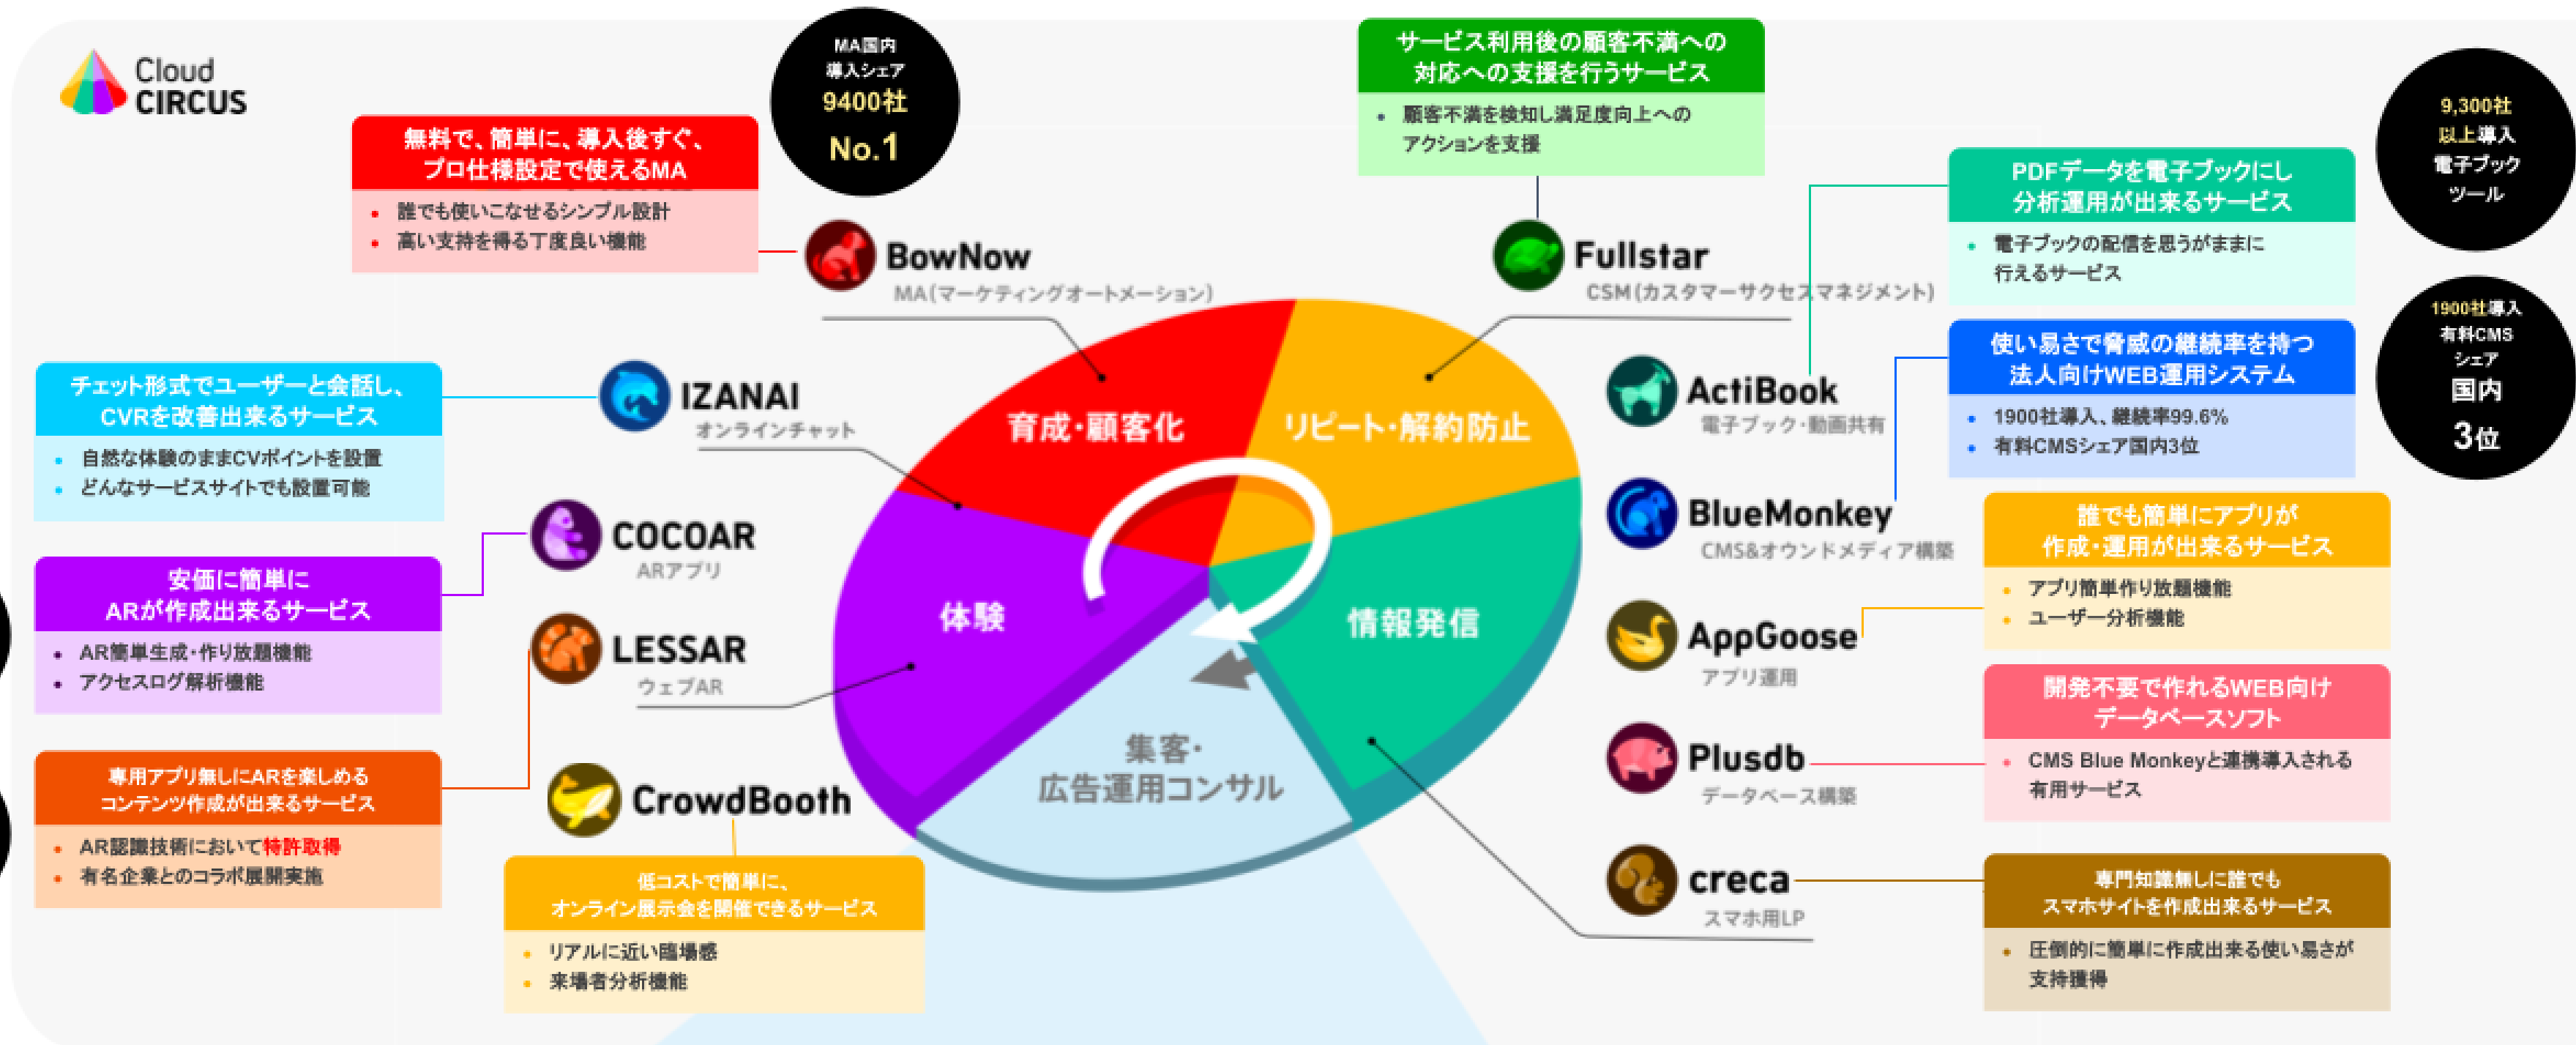 Cloud
CIRCUS
MA国内
導入シェア
9400社
No.1
無料で、簡単に、導入後すぐ、
プロ仕様設定で使えるMA
• 誰でも使いこなせるシンプル設計
• 高い支持を得る丁度良い機能
BowNow
MA(マーケティングオートメーション)
サービス利用後の顧客不満への
対応への支援を行うサービス
• 顧客不満を検知し満足度向上への
アクションを支援
Fullstar
CSM(カスタマーサクセスマネジメント)
9,300社
以上導入
電子ブック
ツール
PDFデータを電子ブックにし
分析運用が出来るサービス
• 電子ブックの配信を思うがままに
行えるサービス
ActiBook
電子ブック・動画共有
1900社導入
有料CMS
シェア
国内
3位
使い易さで脅威の継続率を持つ
法人向けWEB運用システム
• 1900社導入、継続率99.6%
• 有料CMSシェア国内3位
BlueMonkey
CMS&オウンドメディア構築
チェット形式でユーザーと会話し、
CVRを改善出来るサービス
• 自然な体験のままCVポイントを設置
• どんなサービスサイトでも設置可能
IZANAI
オンラインチャット
安価に簡単に
ARが作成出来るサービス
• AR簡単生成・作り放題機能
• アクセスログ解析機能
COCOAR
ARアプリ
LESSAR
ウェブAR
専用アプリ無しにARを楽しめる
コンテンツ作成が出来るサービス
• AR認識技術において特許取得
• 有名企業とのコラボ展開実施
CrowdBooth
低コストで簡単に、
オンライン展示会を開催できるサービス
• リアルに近い臨場感
• 来場者分析機能
育成・顧客化
リピート・解約防止
体験
情報発信
集客・
広告運用コンサル
誰でも簡単にアプリが
作成・運用が出来るサービス
• アプリ簡単作り放題機能
• ユーザー分析機能
AppGoose
アプリ運用
開発不要で作れるWEB向け
データベースソフト
• CMS Blue Monkeyと連携導入される
有用サービス
Plusdb
データベース構築
専門知識無しに誰でも
スマホサイトを作成出来るサービス
• 圧倒的に簡単に作成出来る使い易さが
支持獲得
creca
スマホ用LP